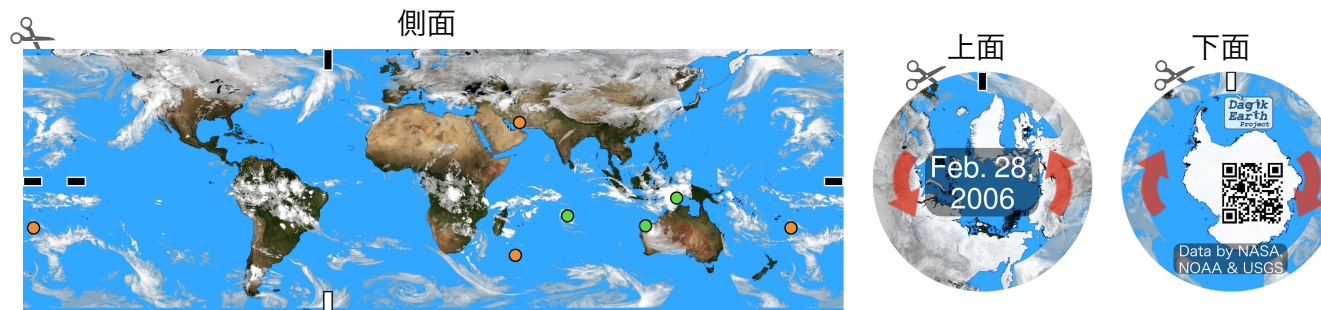 側面
上面
下面
Feb. 28,
2006
Dagik
Earth
Project
Data by NASA,
NOAA & USGS